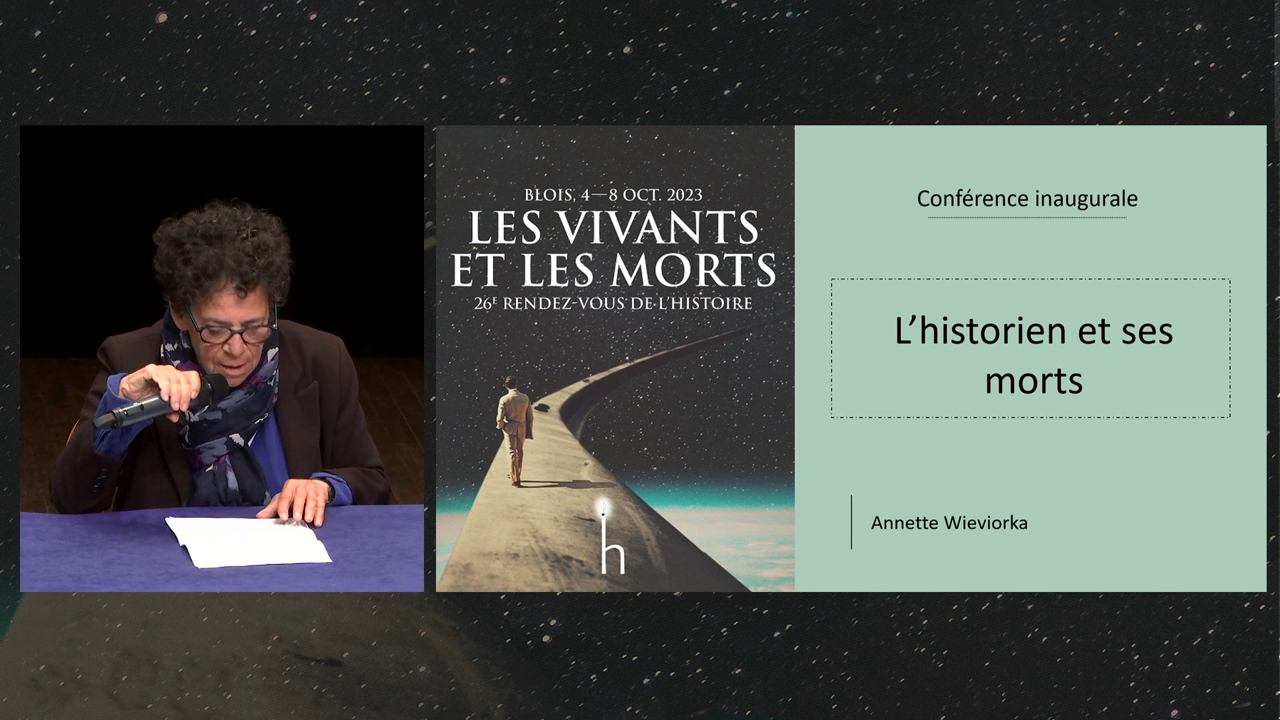 BLOIS, 4—8 OCT. 2023
LES VIVANTS
ET LES MORTS
26E RENDEZ-VOUS DE L'HISTOIRE
h
Conférence inaugurale
L'historien et ses
morts
Annette Wieviorka